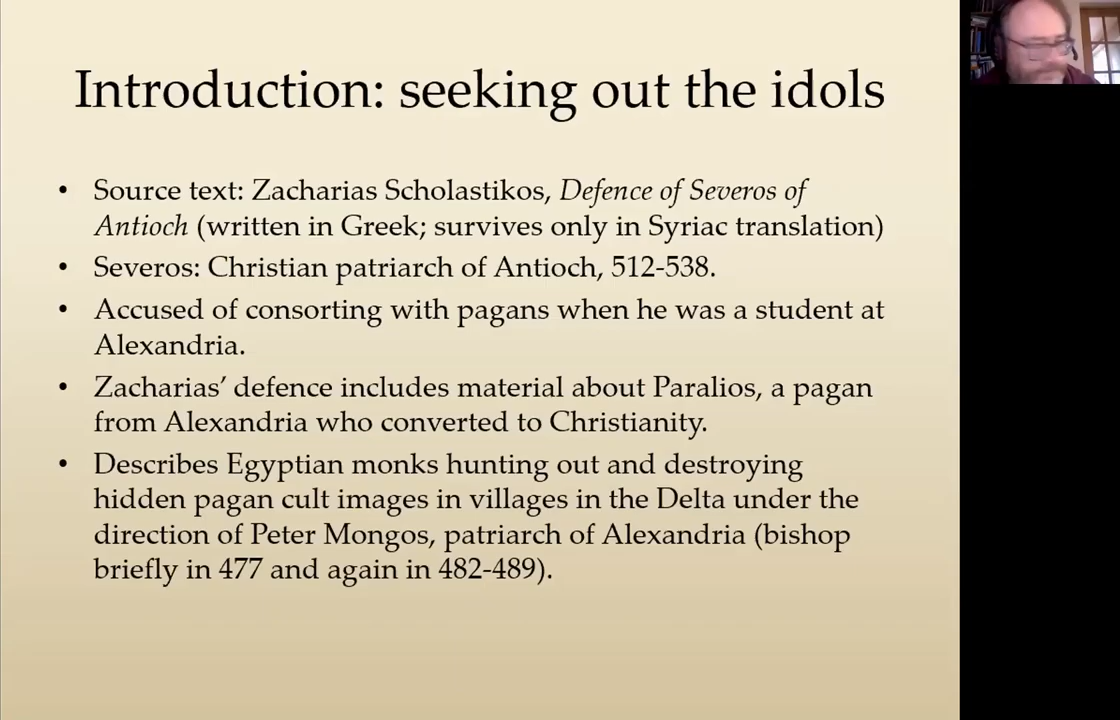 Introduction: seeking out the idols
• Source text: Zacharias Scholastikos, Defence of Severos of
Antioch (written in Greek; survives only in Syriac translation)
• Severos: Christian patriarch of Antioch, 512-538.
• Accused of consorting with pagans when he was a student at
Alexandria.
• Zacharias’ defence includes material about Paralios, a pagan
from Alexandria who converted to Christianity.
• Describes Egyptian monks hunting out and destroying
hidden pagan cult images in villages in the Delta under the
direction of Peter Mongos, patriarch of Alexandria (bishop
briefly in 477 and again in 482-489).